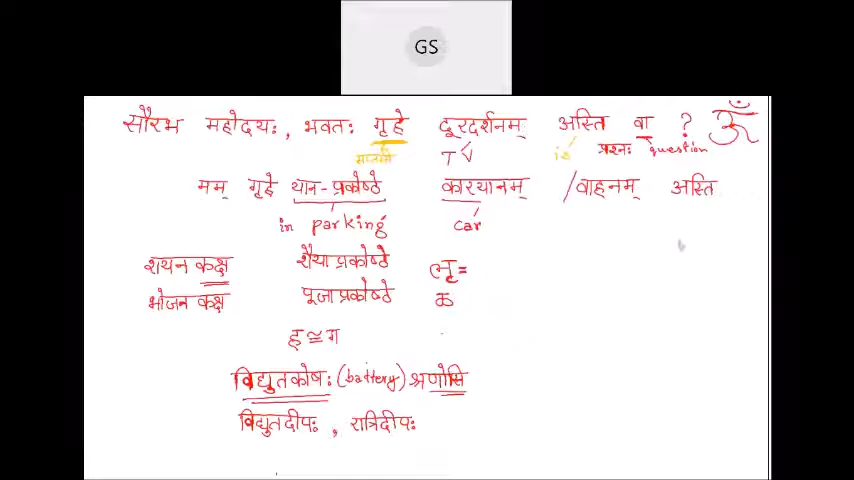 GS
सौरभ महोदयः, भवतः गृहे दूरदर्शनम् अस्ति वा ? ॐ
सप्तमी TV is प्रश्नः question
मम् गृहे यान-प्रकोष्ठे कारयानम् /वाहनम् अस्ति
in parking car
शयन कक्ष शैया प्रकोष्ठे लृ=
भोजन कक्ष पूजा प्रकोष्ठे
ह्≅ग
विद्युतकोषः (battery) श्रणोसि
विद्युतदीपः, रात्रिदीपः